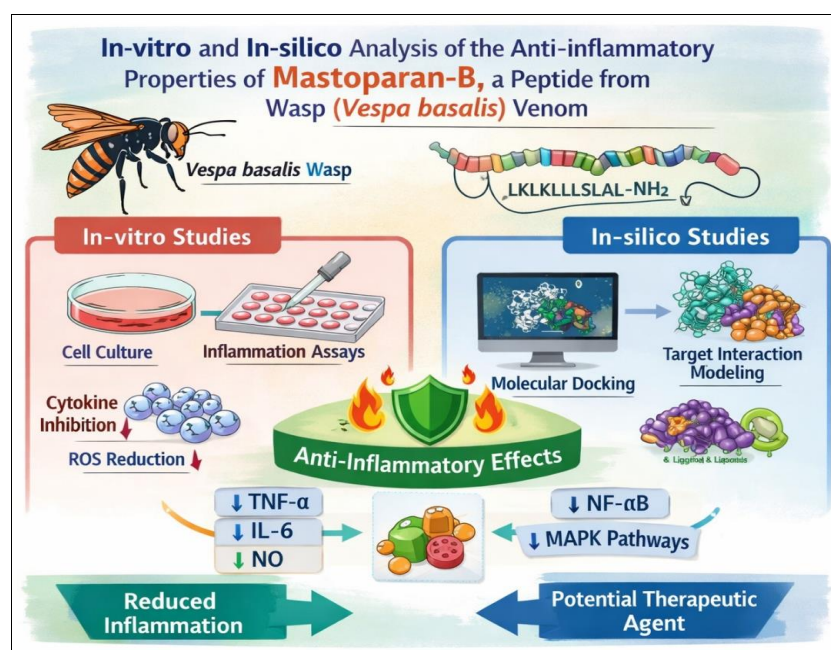 In-vitro and In-silico Analysis of the Anti-inflammatory
Properties of Mastoparan-B, a Peptide from
Wasp (Vespa basalis) Venom
Vespa basalis Wasp
LKLKLLLSLAL-NH₂
In-vitro Studies
In-silico Studies
Cell Culture
Inflammation Assays
Molecular Docking
Target Interaction
Modeling
Cytokine
Inhibition ↓
ROS Reduction ↓
Anti-Inflammatory Effects
↓ TNF-α
↓ IL-6
↓ NO
↓ NF-αB
↓ MAPK Pathways
Reduced
Inflammation
Potential Therapeutic
Agent